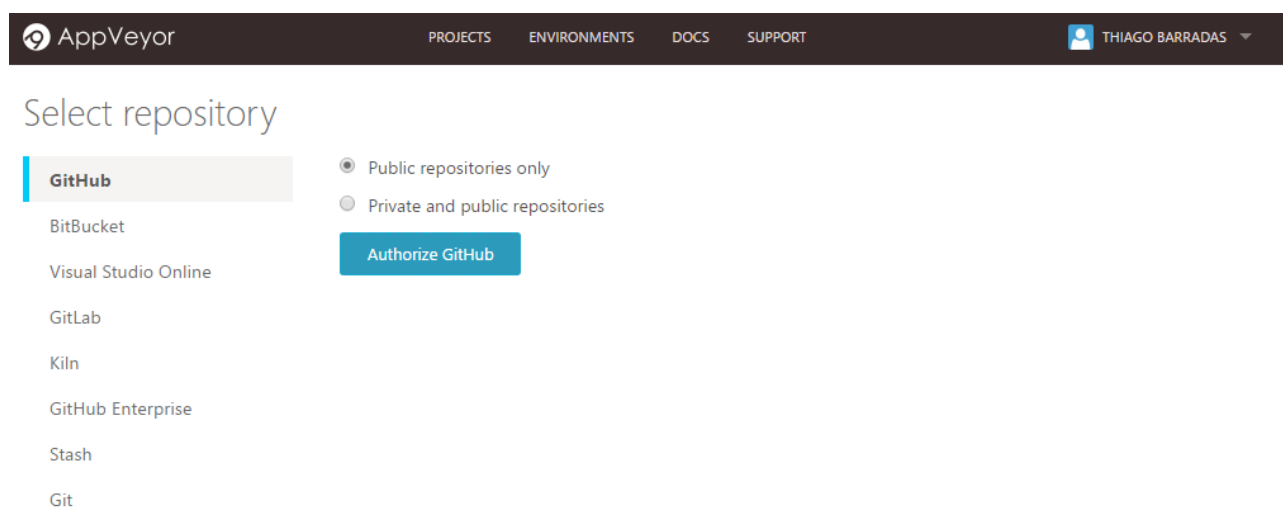 AppVeyor PROJECTS ENVIRONMENTS DOCS SUPPORT THIAGO BARRADAS
Select repository
GitHub
BitBucket
Visual Studio Online
GitLab
Kiln
GitHub Enterprise
Stash
Git
Public repositories only
Private and public repositories
Authorize GitHub